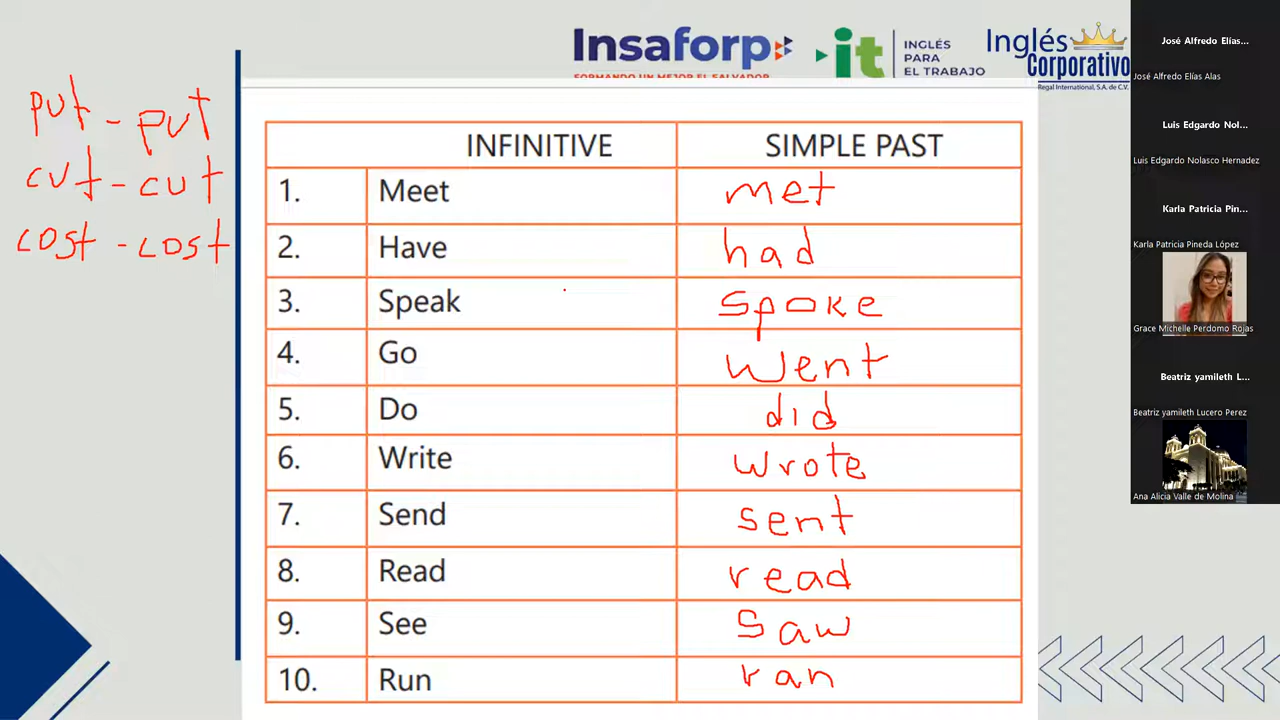 Insaforp
FORMANDO UN MEJOR EL SALVADOR
it
INGLÉS
PARA
EL TRABAJO
Inglés
Corporativo
Regal International, S.A. de C.V.
put - put
cut - cut
cost - cost
INFINITIVE SIMPLE PAST
1. Meet met
2. Have had
3. Speak spoke
4. Go went
5. Do did
6. Write wrote
7. Send sent
8. Read read
9. See saw
10. Run ran
José Alfredo Elías...
José Alfredo Elías Alas
Luis Edgardo Nol...
Luis Edgardo Nolasco Hernadez
Karla Patricia Pin...
Karla Patricia Pineda López
Grace Michelle Perdomo Rojas
Beatriz yamileth L...
Beatriz yamileth Lucero Perez
Ana Alicia Valle de Molina